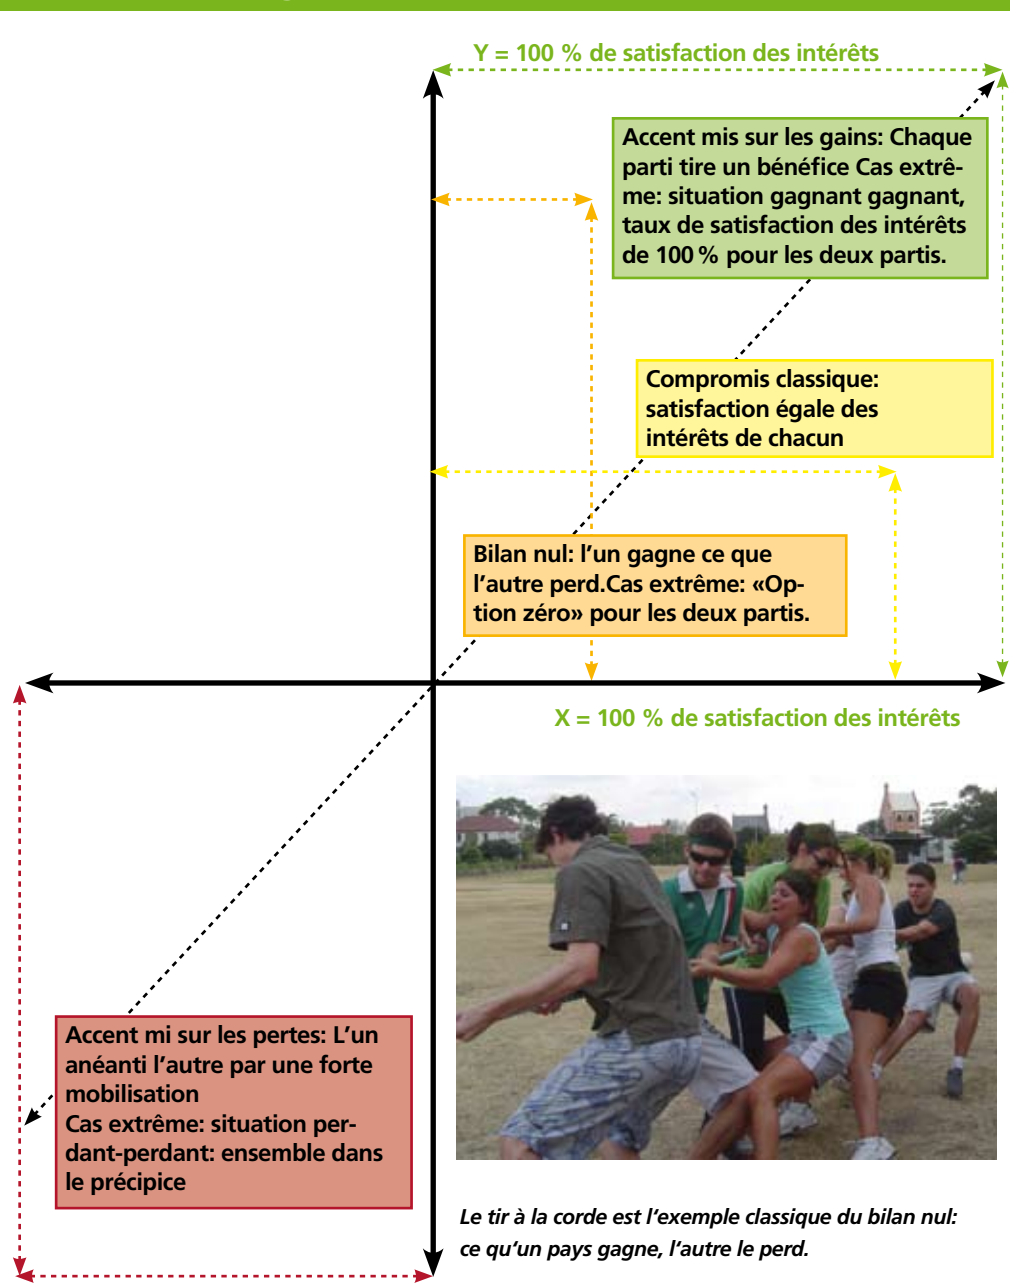 Y = 100 % de satisfaction des intérêts
Accent mis sur les gains: Chaque
parti tire un bénéfice Cas extrê-
me: situation gagnant gagnant,
taux de satisfaction des intérêts
de 100 % pour les deux partis.
Compromis classique:
satisfaction égale des
intérêts de chacun
Bilan nul: l’un gagne ce que
l’autre perd.Cas extrême: «Op-
tion zéro» pour les deux partis.
X = 100 % de satisfaction des intérêts
Accent mi sur les pertes: L’un
anéanti l’autre par une forte
mobilisation
Cas extrême: situation per-
dant-perdant: ensemble dans
le précipice
Le tir à la corde est l’exemple classique du bilan nul:
ce qu‘un pays gagne, l‘autre le perd.